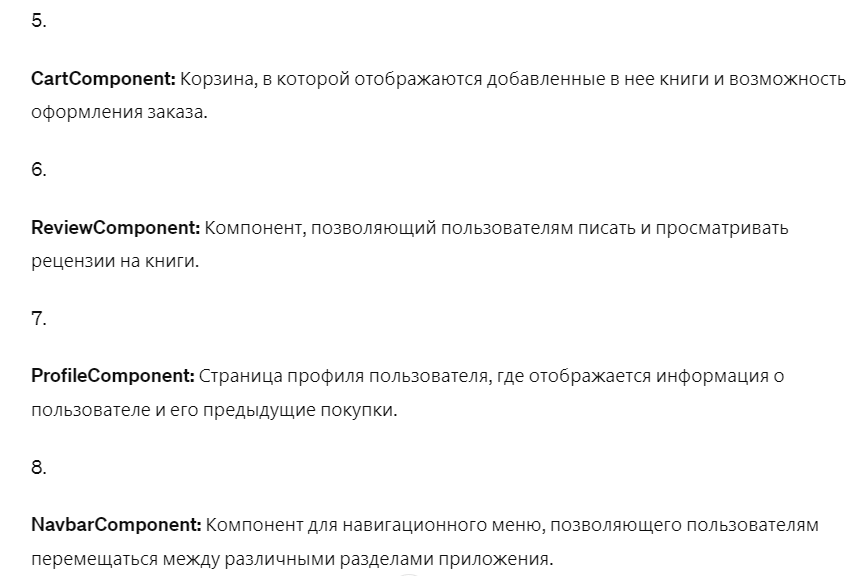 5.
CartComponent: Корзина, в которой отображаются добавленные в нее книги и возможность
оформления заказа.
6.
ReviewComponent: Компонент, позволяющий пользователям писать и просматривать
рецензии на книги.
7.
ProfileComponent: Страница профиля пользователя, где отображается информация о
пользователе и его предыдущие покупки.
8.
NavbarComponent: Компонент для навигационного меню, позволяющего пользователям
перемещаться между различными разделами приложения.